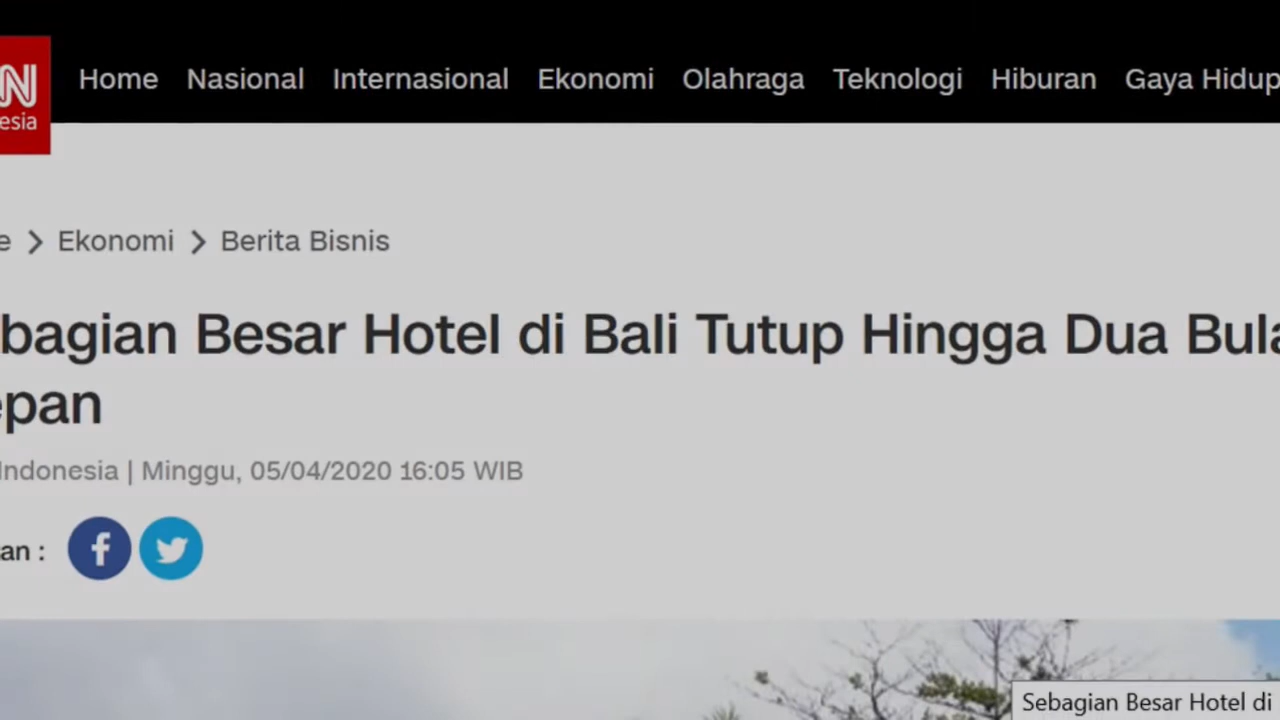 N
esia
Home Nasional Internasional Ekonomi Olahraga Teknologi Hiburan Gaya Hidup
e > Ekonomi > Berita Bisnis
bagian Besar Hotel di Bali Tutup Hingga Dua Bula
epan
Indonesia | Minggu, 05/04/2020 16:05 WIB
an :
Sebagian Besar Hotel di